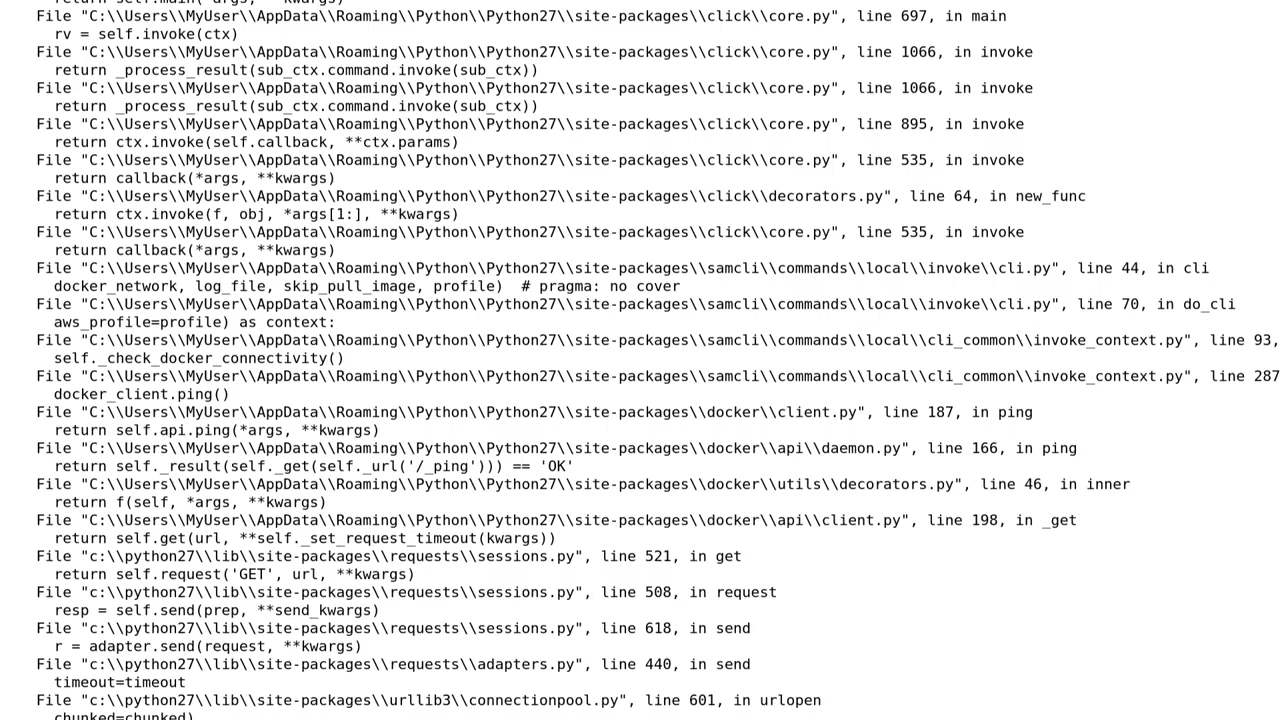 return self.main(*args, **kwargs)
File "C:\\Users\\MyUser\\AppData\\Roaming\\Python\\Python27\\site-packages\\click\\core.py", line 697, in main
rv = self.invoke(ctx)
File "C:\\Users\\MyUser\\AppData\\Roaming\\Python\\Python27\\site-packages\\click\\core.py", line 1066, in invoke
return _process_result(sub_ctx.command.invoke(sub_ctx))
File "C:\\Users\\MyUser\\AppData\\Roaming\\Python\\Python27\\site-packages\\click\\core.py", line 1066, in invoke
return _process_result(sub_ctx.command.invoke(sub_ctx))
File "C:\\Users\\MyUser\\AppData\\Roaming\\Python\\Python27\\site-packages\\click\\core.py", line 895, in invoke
return ctx.invoke(self.callback, **ctx.params)
File "C:\\Users\\MyUser\\AppData\\Roaming\\Python\\Python27\\site-packages\\click\\core.py", line 535, in invoke
return callback(*args, **kwargs)
File "C:\\Users\\MyUser\\AppData\\Roaming\\Python\\Python27\\site-packages\\click\\decorators.py", line 64, in new_func
return ctx.invoke(f, obj, *args[1:], **kwargs)
File "C:\\Users\\MyUser\\AppData\\Roaming\\Python\\Python27\\site-packages\\click\\core.py", line 535, in invoke
return callback(*args, **kwargs)
File "C:\\Users\\MyUser\\AppData\\Roaming\\Python\\Python27\\site-packages\\samcli\\commands\\local\\invoke\\cli.py", line 44, in cli
docker_network, log_file, skip_pull_image, profile)  # pragma: no cover
File "C:\\Users\\MyUser\\AppData\\Roaming\\Python\\Python27\\site-packages\\samcli\\commands\\local\\invoke\\cli.py", line 70, in do_cli
aws_profile=profile) as context:
File "C:\\Users\\MyUser\\AppData\\Roaming\\Python\\Python27\\site-packages\\samcli\\commands\\local\\cli_common\\invoke_context.py", line 93,
self._check_docker_connectivity()
File "C:\\Users\\MyUser\\AppData\\Roaming\\Python\\Python27\\site-packages\\samcli\\commands\\local\\cli_common\\invoke_context.py", line 287
docker_client.ping()
File "C:\\Users\\MyUser\\AppData\\Roaming\\Python\\Python27\\site-packages\\docker\\client.py", line 187, in ping
return self.api.ping(*args, **kwargs)
File "C:\\Users\\MyUser\\AppData\\Roaming\\Python\\Python27\\site-packages\\docker\\api\\daemon.py", line 166, in ping
return self._result(self._get(self._url('/_ping'))) == 'OK'
File "C:\\Users\\MyUser\\AppData\\Roaming\\Python\\Python27\\site-packages\\docker\\utils\\decorators.py", line 46, in inner
return f(self, *args, **kwargs)
File "C:\\Users\\MyUser\\AppData\\Roaming\\Python\\Python27\\site-packages\\docker\\api\\client.py", line 198, in _get
return self.get(url, **self._set_request_timeout(kwargs))
File "c:\\python27\\lib\\site-packages\\requests\\sessions.py", line 521, in get
return self.request('GET', url, **kwargs)
File "c:\\python27\\lib\\site-packages\\requests\\sessions.py", line 508, in request
resp = self.send(prep, **send_kwargs)
File "c:\\python27\\lib\\site-packages\\requests\\sessions.py", line 618, in send
r = adapter.send(request, **kwargs)
File "c:\\python27\\lib\\site-packages\\requests\\adapters.py", line 440, in send
timeout=timeout
File "c:\\python27\\lib\\site-packages\\urllib3\\connectionpool.py", line 601, in urlopen
chunked=chunked)